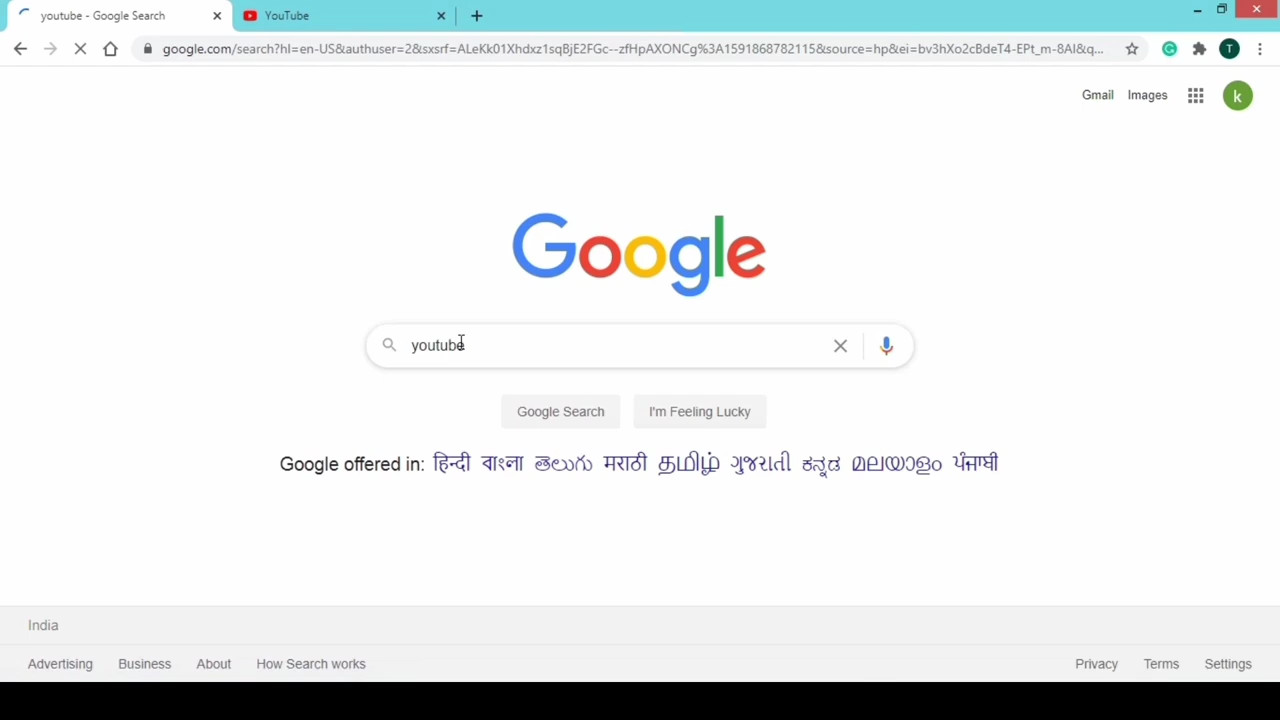 youtube - Google Search
YouTube
google.com/search?hl=en-US&authuser=2&sxsrf=ALeKk01Xhdxz1sqBjE2FGc--zfHpAXONCg%3A1591868782115&source=hp&ei=bv3hXo2cBdeT4-EPt_m-8AI&q...
T
Gmail Images k
Google
youtube
Google Search I'm Feeling Lucky
Google offered in: हिन्दी বাংলা తెలుగు मराठी தமிழ் ગુજરાતી ಕನ್ನಡ മലയാളം ਪੰਜਾਬੀ
India
Advertising Business About How Search works Privacy Terms Settings